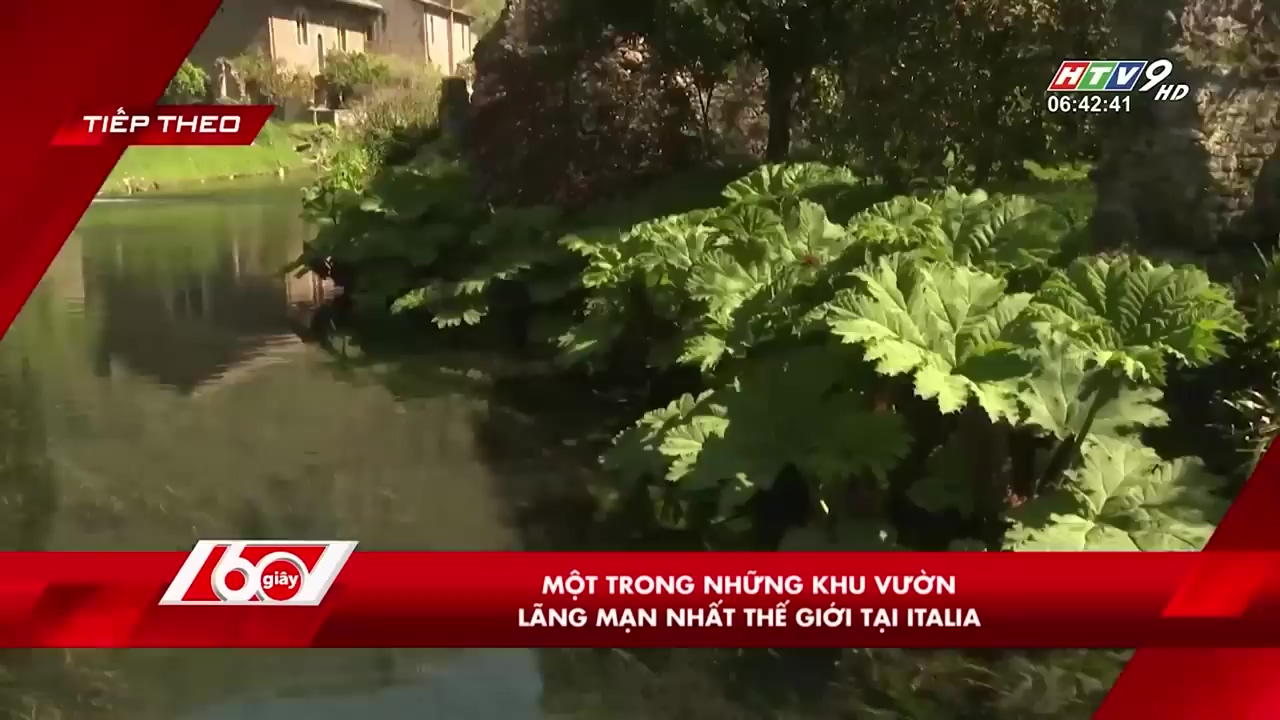 TIẾP THEO
HTV9
HD
06:42:41
60
giây
MỘT TRONG NHỮNG KHU VƯỜN
LÃNG MẠN NHẤT THẾ GIỚI TẠI ITALIA